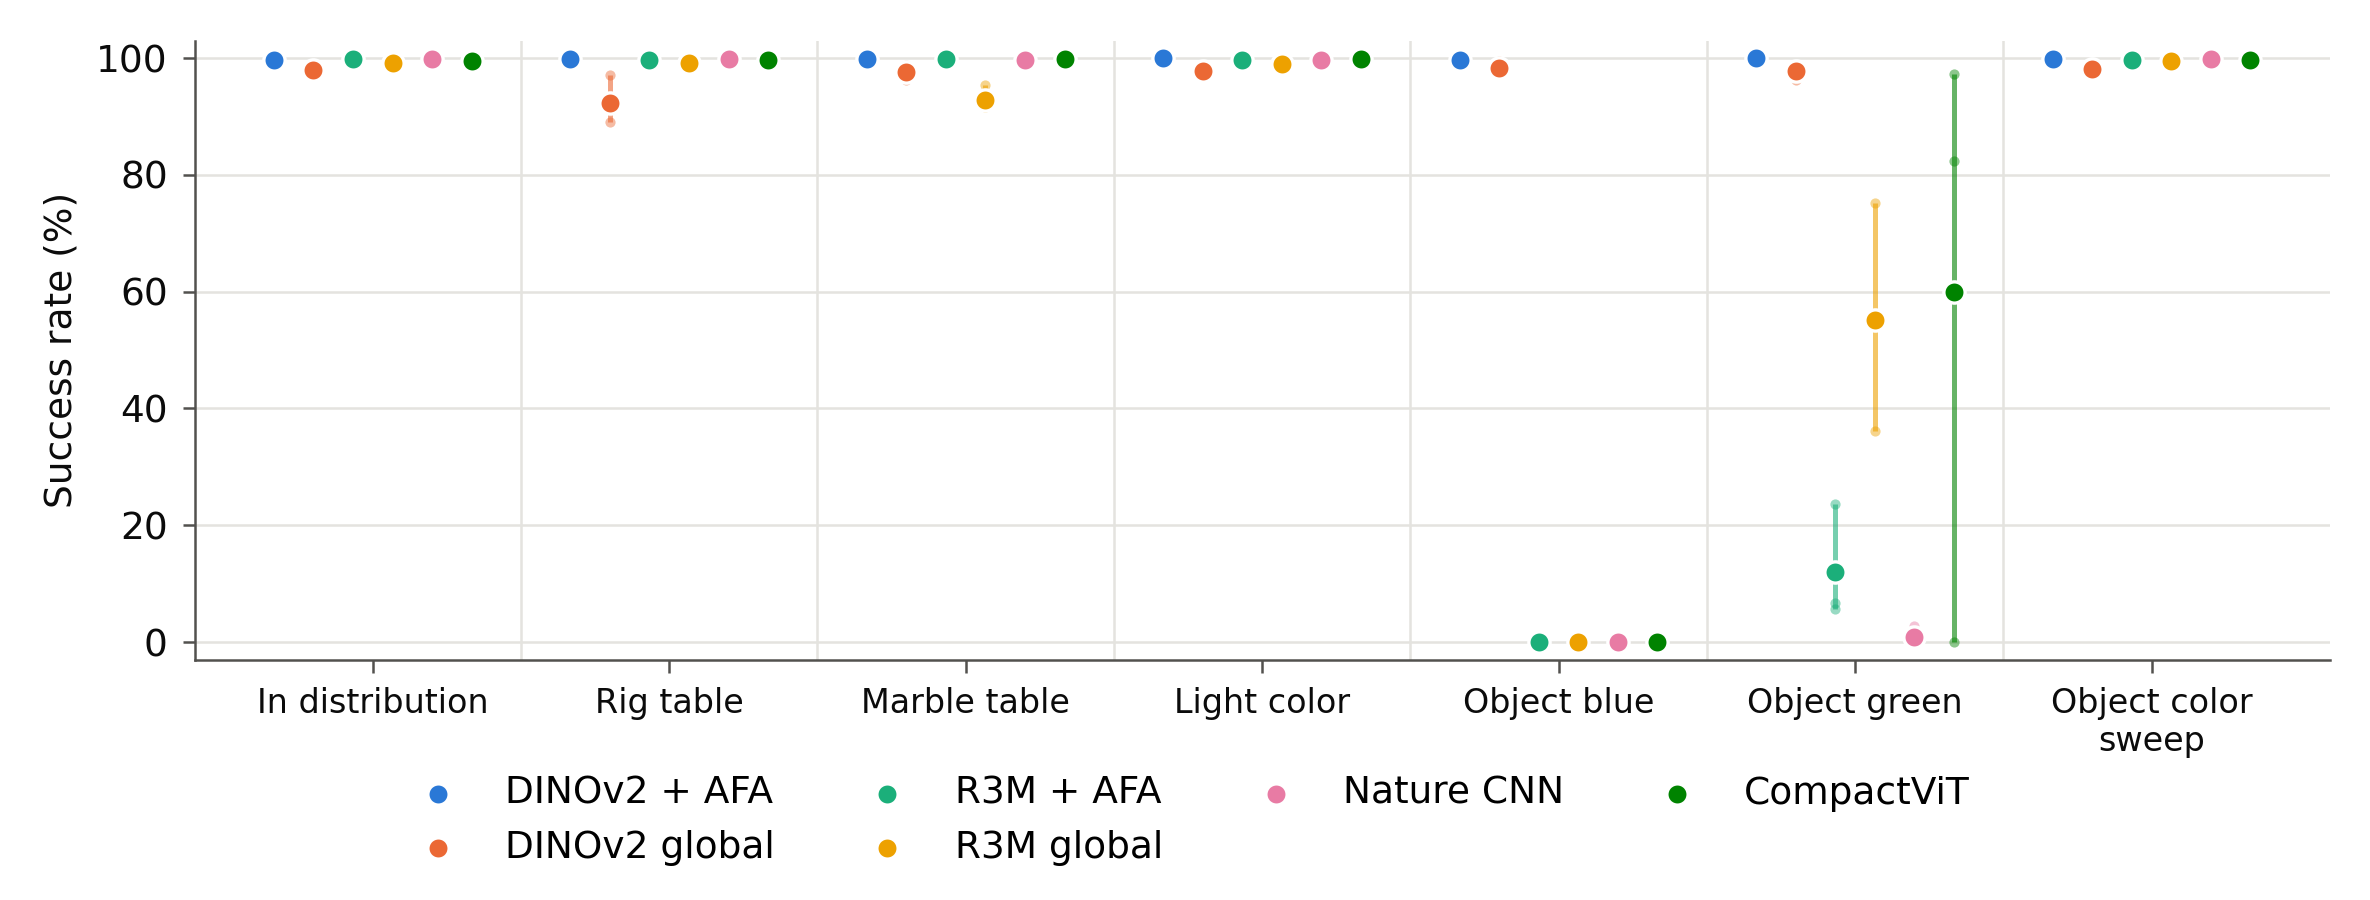 Success rate (%)
100
80
60
40
20
0
In distribution
Rig table
Marble table
Light color
Object blue
Object green
Object color
sweep
DINOv2 + AFA
R3M + AFA
Nature CNN
CompactViT
DINOv2 global
R3M global